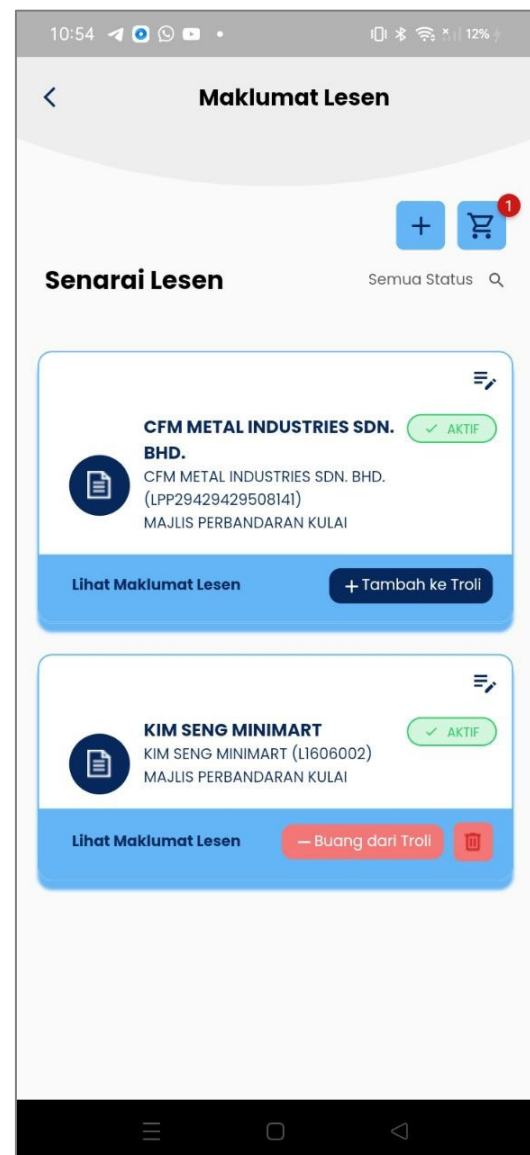 10:54
12%
Maklumat Lesen
1
Senarai Lesen
Semua Status
CFM METAL INDUSTRIES SDN. BHD.
AKTIF
CFM METAL INDUSTRIES SDN. BHD.
(LPP29429429508141)
MAJLIS PERBANDARAN KULAI
Lihat Maklumat Lesen
+ Tambah ke Troli
KIM SENG MINIMART
AKTIF
KIM SENG MINIMART (L1606002)
MAJLIS PERBANDARAN KULAI
Lihat Maklumat Lesen
– Buang dari Troli